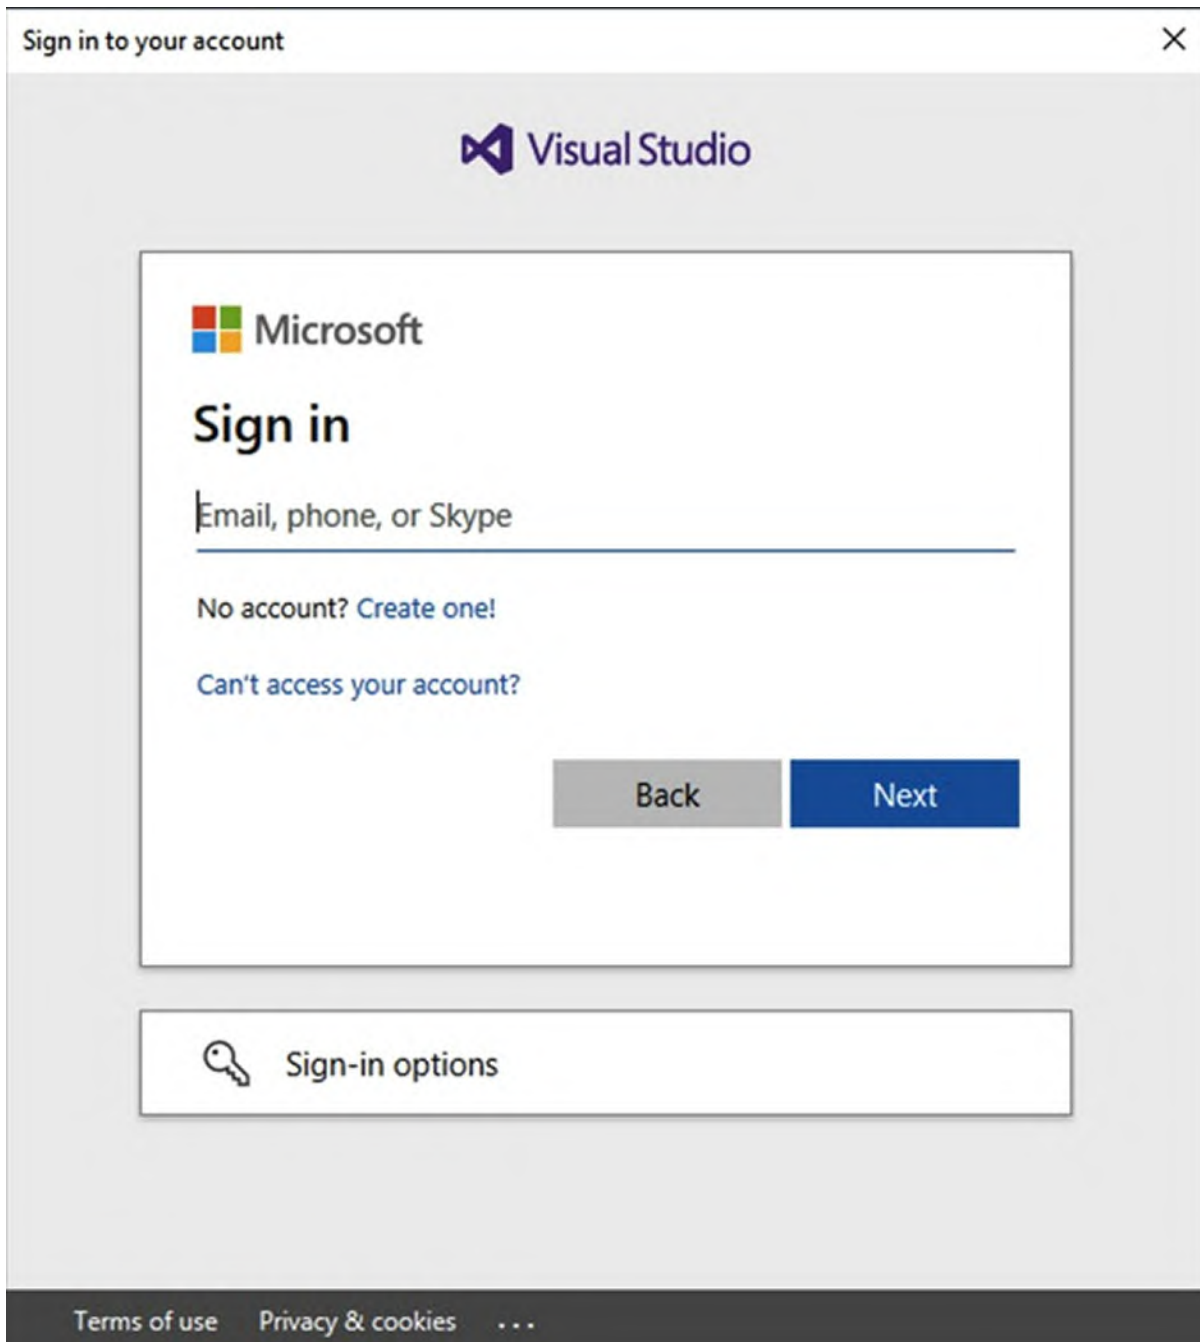 Sign in to your account
Visual Studio
Microsoft
Sign in
Email, phone, or Skype
No account? Create one!
Can't access your account?
Back Next
Sign-in options
Terms of use Privacy & cookies ...